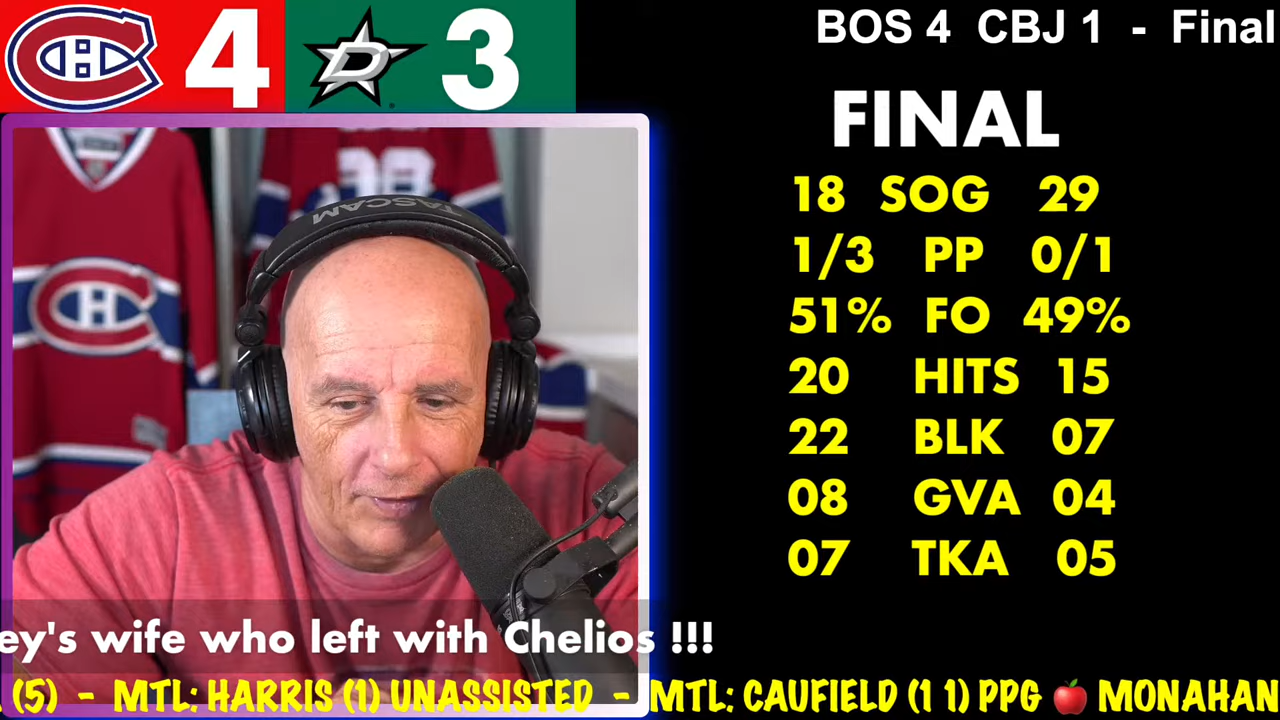 4 3
BOS 4 CBJ 1 - Final
FINAL
18 SOG 29
1/3 PP 0/1
51% FO 49%
20 HITS 15
22 BLK 07
08 GVA 04
07 TKA 05
TASCAM
ey's wife who left with Chelios !!!
(5) - MTL: HARRIS (1) UNASSISTED - MTL: CAUFIELD (1 1) PPG 🍎 MONAHAN